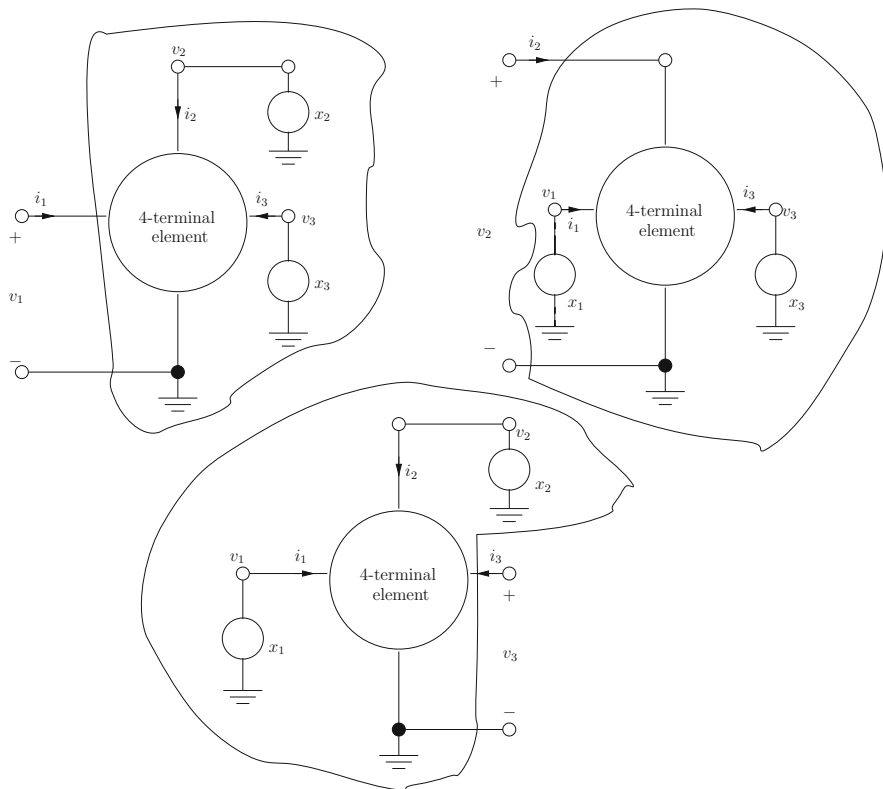 v₂
i₂
x₂
i₁
+
4-terminal
element
i₃
v₃
x₃
v₁
−
i₂
+
v₁
i₁
4-terminal
element
i₃
v₃
v₂
x₁
x₃
−
v₂
i₂
x₂
v₁
i₁
4-terminal
element
i₃
+
x₁
v₃
−